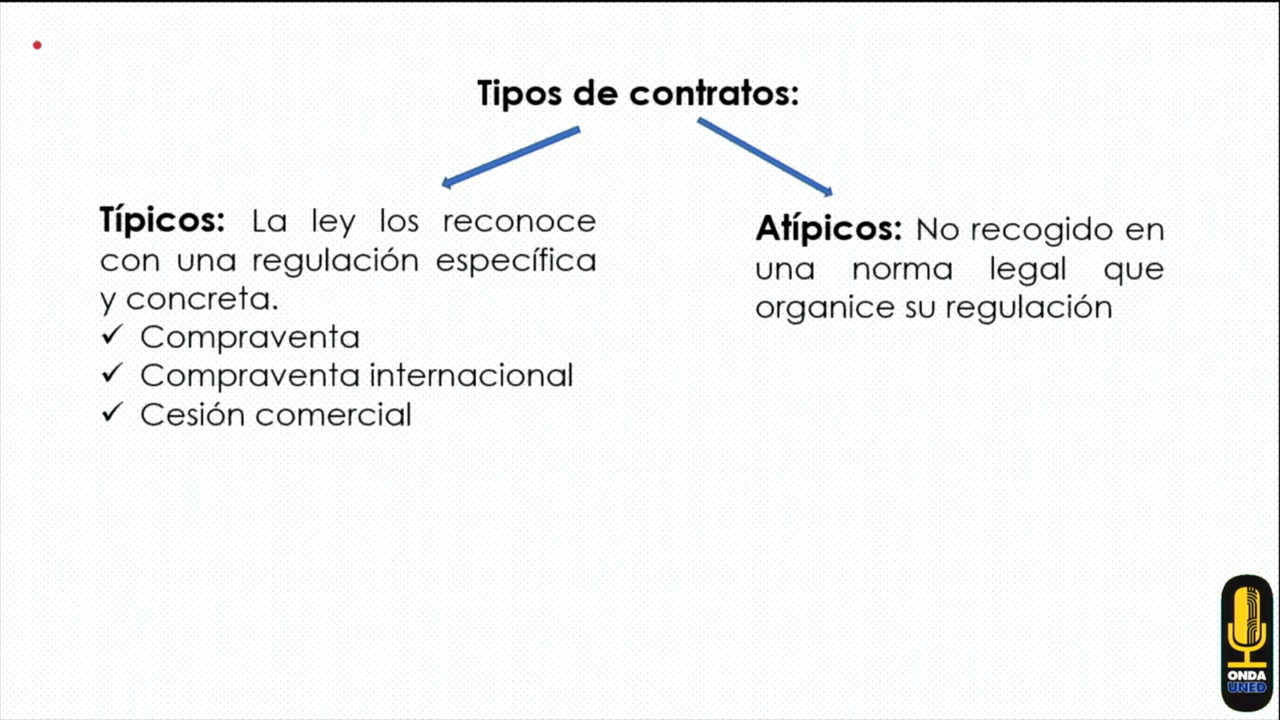 Tipos de contratos:
Típicos: La ley los reconoce
con una regulación específica
y concreta.
✓ Compraventa
✓ Compraventa internacional
✓ Cesión comercial
Atípicos: No recogido en
una norma legal que
organice su regulación
ONDA
UNED